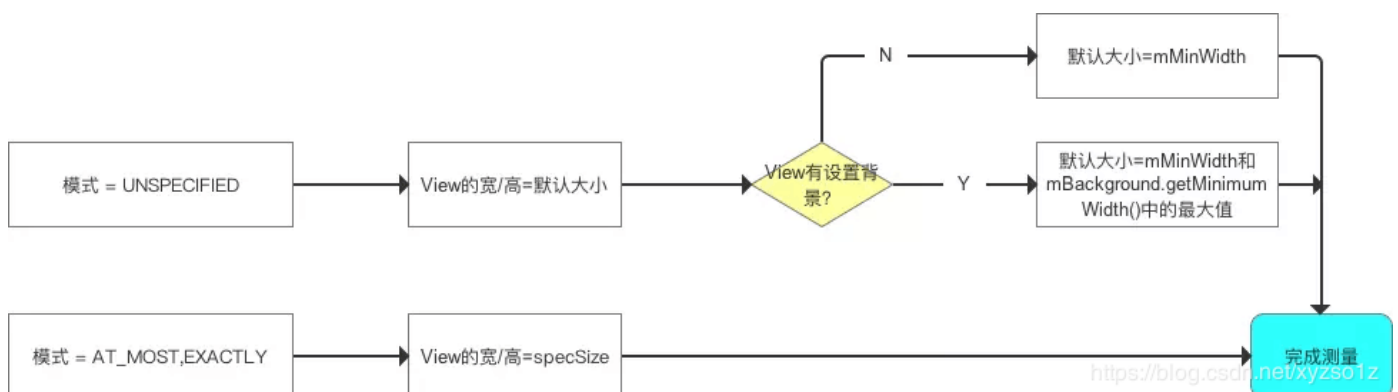 N
默认大小=mMinWidth
模式 = UNSPECIFIED
View的宽/高=默认大小
View有设置背
景?
Y
默认大小=mMinWidth和
mBackground.getMinimum
Width()中的最大值
模式 = AT_MOST,EXACTLY
View的宽/高=specSize
完成测量
https://blog.csdn.net/xyzso1z